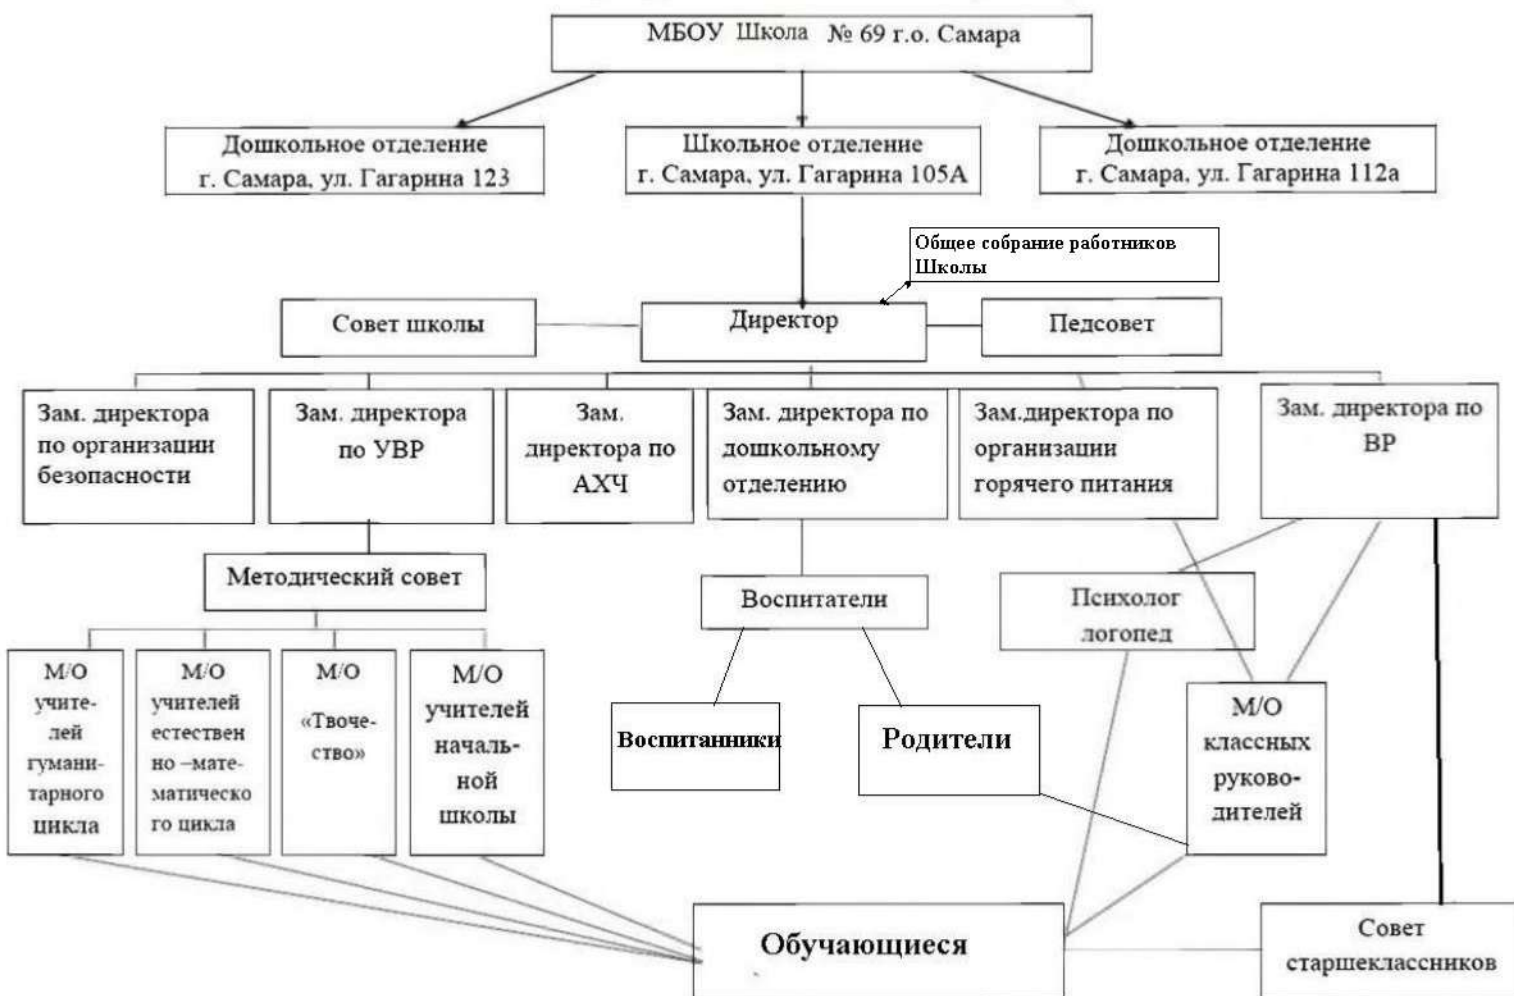 МБОУ Школа № 69 г.о. Самара
Дошкольное отделение
г. Самара, ул. Гагарина 123
Школьное отделение
г. Самара, ул. Гагарина 105А
Дошкольное отделение
г. Самара, ул. Гагарина 112а
Общее собрание работников
Школы
Совет школы
Директор
Педсовет
Зам. директора
по организации
безопасности
Зам. директора
по УВР
Зам.
директора по
АХЧ
Зам. директора по
дошкольному
отделению
Зам.директора по
организации
горячего питания
Зам. директора по
ВР
Методический совет
Воспитатели
Психолог
логопед
М/О
учите-
лей
гумани-
тарного
цикла
М/О
учителей
естествен
но –мате-
матическо
го цикла
М/О
«Твоче-
ство»
М/О
учителей
началь-
ной
школы
Воспитанники
Родители
М/О
классных
руково-
дителей
Обучающиеся
Совет
старшеклассников